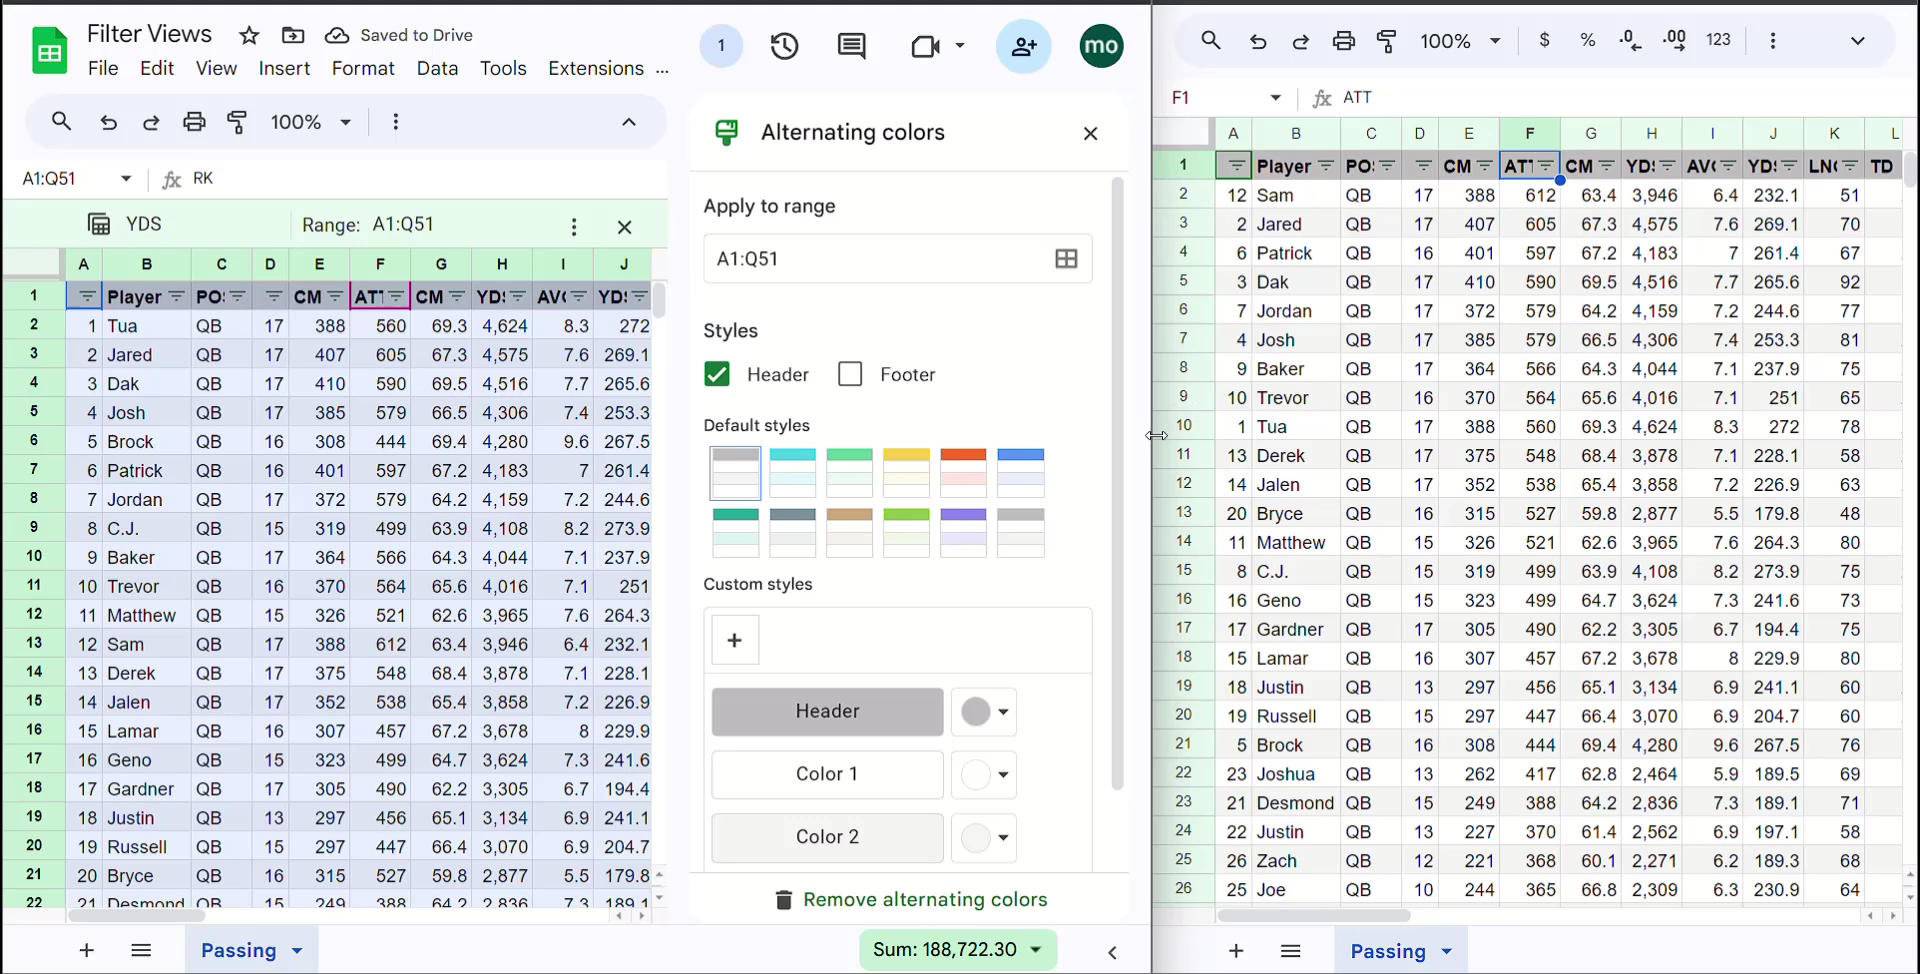 Filter Views
Saved to Drive
File Edit View Insert Format Data Tools Extensions ...
100%
A1:Q51 fx RK
YDS Range: A1:Q51
A B C D E F G H I J
1 Player PO: CM ATT CM YD: AV( YD:
2 1 Tua QB 17 388 560 69.3 4,624 8.3 272
3 2 Jared QB 17 407 605 67.3 4,575 7.6 269.1
4 3 Dak QB 17 410 590 69.5 4,516 7.7 265.6
5 4 Josh QB 17 385 579 66.5 4,306 7.4 253.3
6 5 Brock QB 16 308 444 69.4 4,280 9.6 267.5
7 6 Patrick QB 16 401 597 67.2 4,183 7 261.4
8 7 Jordan QB 17 372 579 64.2 4,159 7.2 244.6
9 8 C.J. QB 15 319 499 63.9 4,108 8.2 273.9
10 9 Baker QB 17 364 566 64.3 4,044 7.1 237.9
11 10 Trevor QB 16 370 564 65.6 4,016 7.1 251
12 11 Matthew QB 15 326 521 62.6 3,965 7.6 264.3
13 12 Sam QB 17 388 612 63.4 3,946 6.4 232.1
14 13 Derek QB 17 375 548 68.4 3,878 7.1 228.1
15 14 Jalen QB 17 352 538 65.4 3,858 7.2 226.9
16 15 Lamar QB 16 307 457 67.2 3,678 8 229.9
17 16 Geno QB 15 323 499 64.7 3,624 7.3 241.6
18 17 Gardner QB 17 305 490 62.2 3,305 6.7 194.4
19 18 Justin QB 13 297 456 65.1 3,134 6.9 241.1
20 19 Russell QB 15 297 447 66.4 3,070 6.9 204.7
21 20 Bryce QB 16 315 527 59.8 2,877 5.5 179.8
22 21 Desmond QB 15 249 388 64.2 2,836 7.3 189.1
Passing
1
mo
Alternating colors
Apply to range
A1:Q51
Styles
Header Footer
Default styles
Custom styles
+
Header
Color 1
Color 2
Remove alternating colors
Sum: 188,722.30
100% $ % .0 .00 123
F1 fx ATT
A B C D E F G H I J K L
1 Player PO: CM ATT CM YD: AV( YD: LN( TD
2 12 Sam QB 17 388 612 63.4 3,946 6.4 232.1 51
3 2 Jared QB 17 407 605 67.3 4,575 7.6 269.1 70
4 6 Patrick QB 16 401 597 67.2 4,183 7 261.4 67
5 3 Dak QB 17 410 590 69.5 4,516 7.7 265.6 92
6 7 Jordan QB 17 372 579 64.2 4,159 7.2 244.6 77
7 4 Josh QB 17 385 579 66.5 4,306 7.4 253.3 81
8 9 Baker QB 17 364 566 64.3 4,044 7.1 237.9 75
9 10 Trevor QB 16 370 564 65.6 4,016 7.1 251 65
10 1 Tua QB 17 388 560 69.3 4,624 8.3 272 78
11 13 Derek QB 17 375 548 68.4 3,878 7.1 228.1 58
12 14 Jalen QB 17 352 538 65.4 3,858 7.2 226.9 63
13 20 Bryce QB 16 315 527 59.8 2,877 5.5 179.8 48
14 11 Matthew QB 15 326 521 62.6 3,965 7.6 264.3 80
15 8 C.J. QB 15 319 499 63.9 4,108 8.2 273.9 75
16 16 Geno QB 15 323 499 64.7 3,624 7.3 241.6 73
17 17 Gardner QB 17 305 490 62.2 3,305 6.7 194.4 75
18 15 Lamar QB 16 307 457 67.2 3,678 8 229.9 80
19 18 Justin QB 13 297 456 65.1 3,134 6.9 241.1 60
20 19 Russell QB 15 297 447 66.4 3,070 6.9 204.7 60
21 5 Brock QB 16 308 444 69.4 4,280 9.6 267.5 76
22 23 Joshua QB 13 262 417 62.8 2,464 5.9 189.5 69
23 21 Desmond QB 15 249 388 64.2 2,836 7.3 189.1 71
24 22 Justin QB 13 227 370 61.4 2,562 6.9 197.1 58
25 26 Zach QB 12 221 368 60.1 2,271 6.2 189.3 68
26 25 Joe QB 10 244 365 66.8 2,309 6.3 230.9 64
Passing